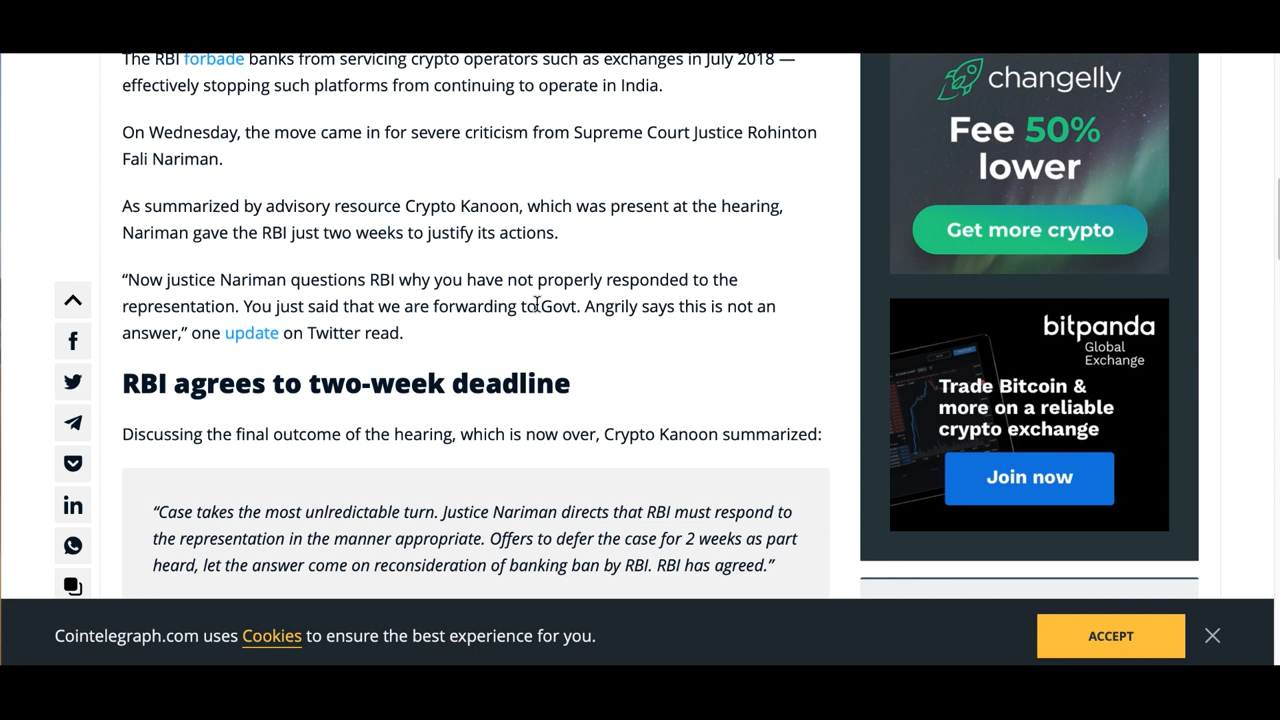 The RBI forbade banks from servicing crypto operators such as exchanges in July 2018 —
effectively stopping such platforms from continuing to operate in India.
On Wednesday, the move came in for severe criticism from Supreme Court Justice Rohinton
Fali Nariman.
As summarized by advisory resource Crypto Kanoon, which was present at the hearing,
Nariman gave the RBI just two weeks to justify its actions.
“Now justice Nariman questions RBI why you have not properly responded to the
representation. You just said that we are forwarding to Govt. Angrily says this is not an
answer,” one update on Twitter read.
RBI agrees to two-week deadline
Discussing the final outcome of the hearing, which is now over, Crypto Kanoon summarized:
“Case takes the most unredictable turn. Justice Nariman directs that RBI must respond to
the representation in the manner appropriate. Offers to defer the case for 2 weeks as part
heard, let the answer come on reconsideration of banking ban by RBI. RBI has agreed.”
changelly
Fee 50%
lower
Get more crypto
bitpanda
Global
Exchange
Trade Bitcoin &
more on a reliable
crypto exchange
Join now
Cointelegraph.com uses Cookies to ensure the best experience for you.
ACCEPT